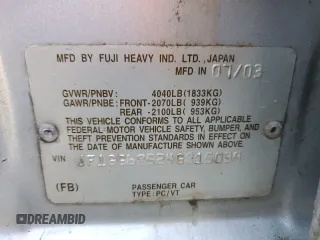 MFD BY FUJI HEAVY IND. LTD., JAPAN
MFD IN 07/03
GVWR/PNBV: 4040LB(1833KG)
GAWR/PNBE: FRONT-2070LB( 939KG)
REAR -2100LB( 953KG)
THIS VEHICLE CONFORMS TO ALL APPLICABLE
FEDERAL MOTOR VEHICLE SAFETY, BUMPER, AND
THEFT PREVENTION STANDARDS IN EFFECT ON
THE DATE OF MANUFACTURE SHOWN ABOVE.
VIN
(FB)
PASSENGER CAR
TYPE: PC/VT
DREAMBID